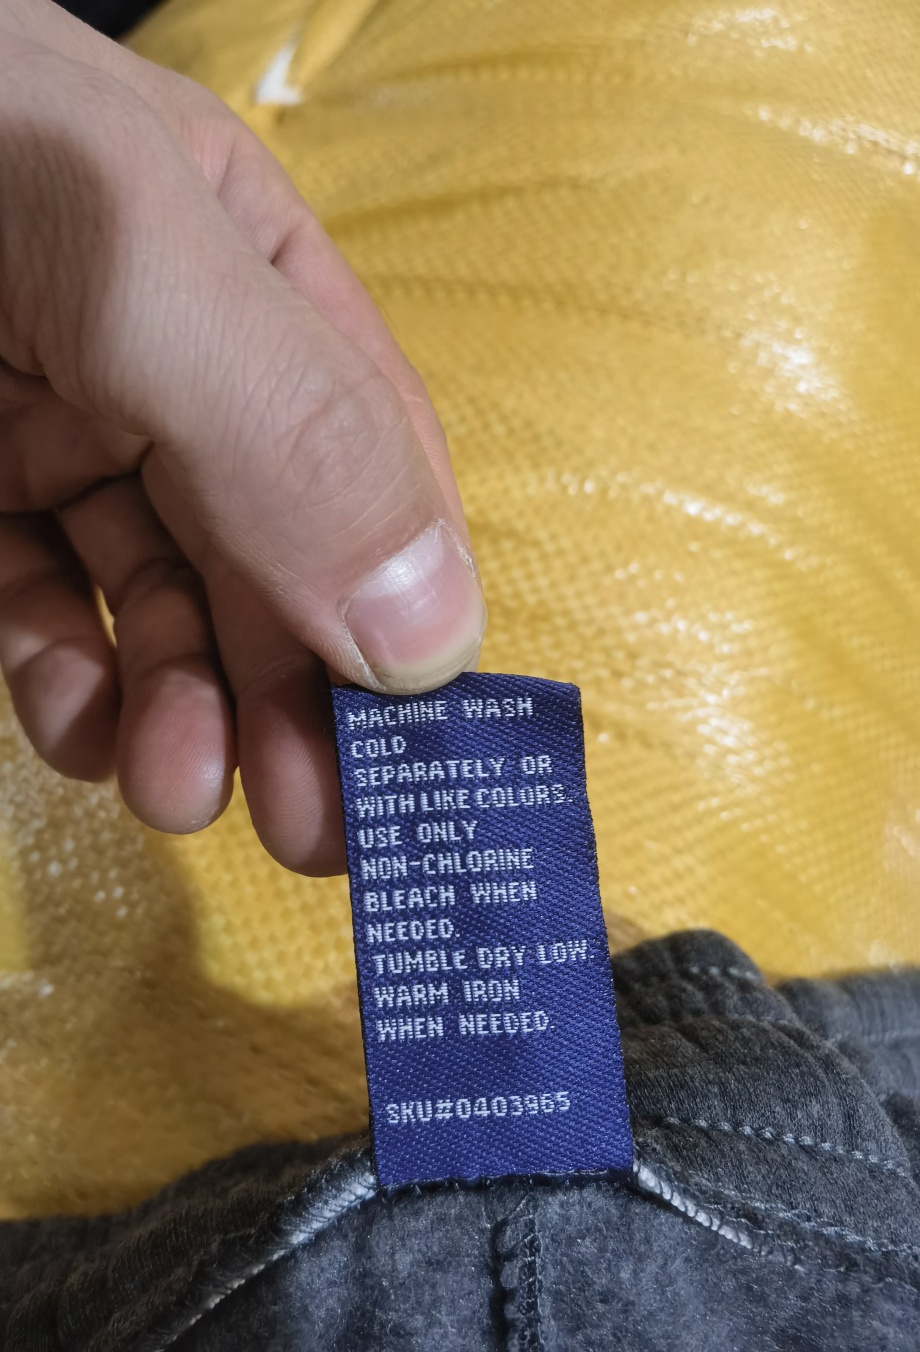 MACHINE WASH
COLD
SEPARATELY OR
WITH LIKE COLORS.
USE ONLY
NON-CHLORINE
BLEACH WHEN
NEEDED.
TUMBLE DRY LOW.
WARM IRON
WHEN NEEDED.
SKU#0403965